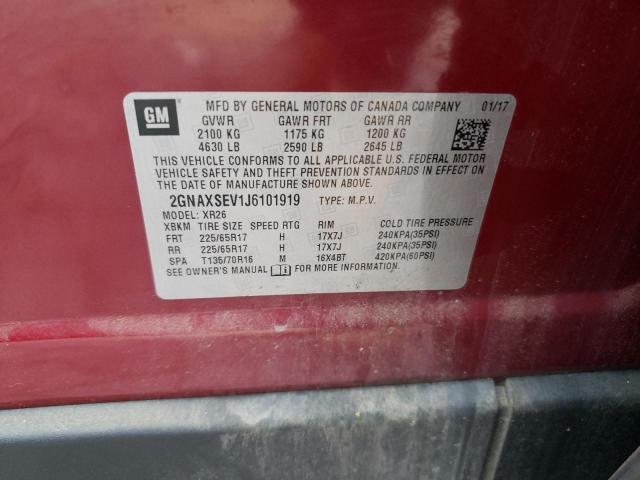 GM
MFD BY GENERAL MOTORS OF CANADA COMPANY 01/17
GVWR GAWR FRT GAWR RR
2100 KG 1175 KG 1200 KG
4630 LB 2590 LB 2645 LB
THIS VEHICLE CONFORMS TO ALL APPLICABLE U.S. FEDERAL MOTOR
VEHICLE SAFETY AND THEFT PREVENTION STANDARDS IN EFFECT ON
THE DATE OF MANUFACTURE SHOWN ABOVE.
2GNAXSEV1J6101919 TYPE: M.P.V.
MODEL: XR26
XBKM TIRE SIZE SPEED RTG RIM COLD TIRE PRESSURE
FRT 225/65R17 H 17X7J 240KPA(35PSI)
RR 225/65R17 H 17X7J 240KPA(35PSI)
SPA T135/70R16 M 16X4BT 420KPA(60PSI)
SEE OWNER'S MANUAL FOR MORE INFORMATION.